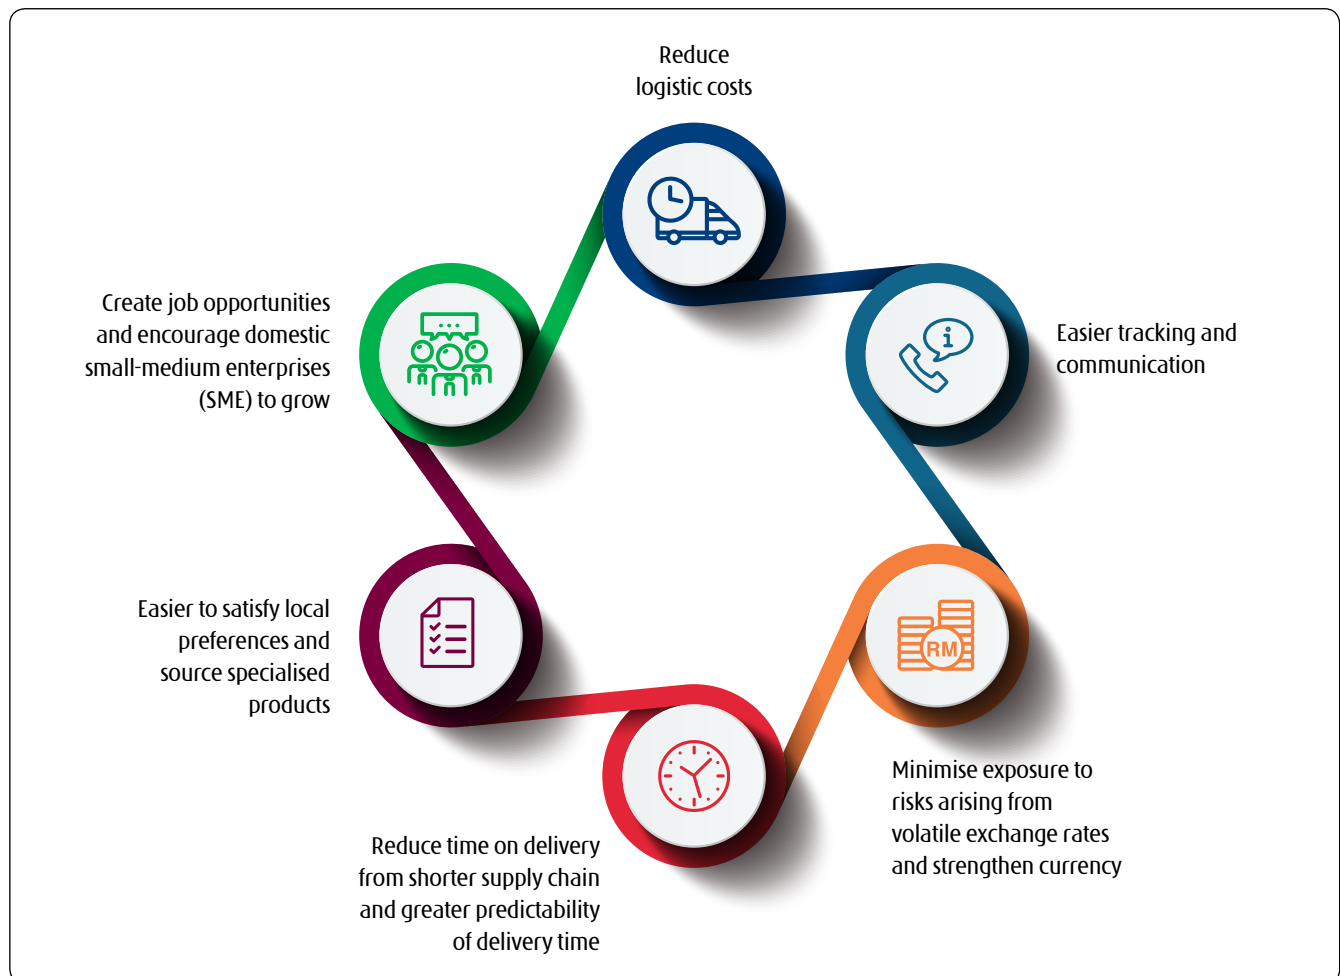 Reduce
logistic costs
Easier tracking and
communication
Minimise exposure to
risks arising from
volatile exchange rates
and strengthen currency
RM
Reduce time on delivery
from shorter supply chain
and greater predictability
of delivery time
Easier to satisfy local
preferences and
source specialised
products
Create job opportunities
and encourage domestic
small-medium enterprises
(SME) to grow
i